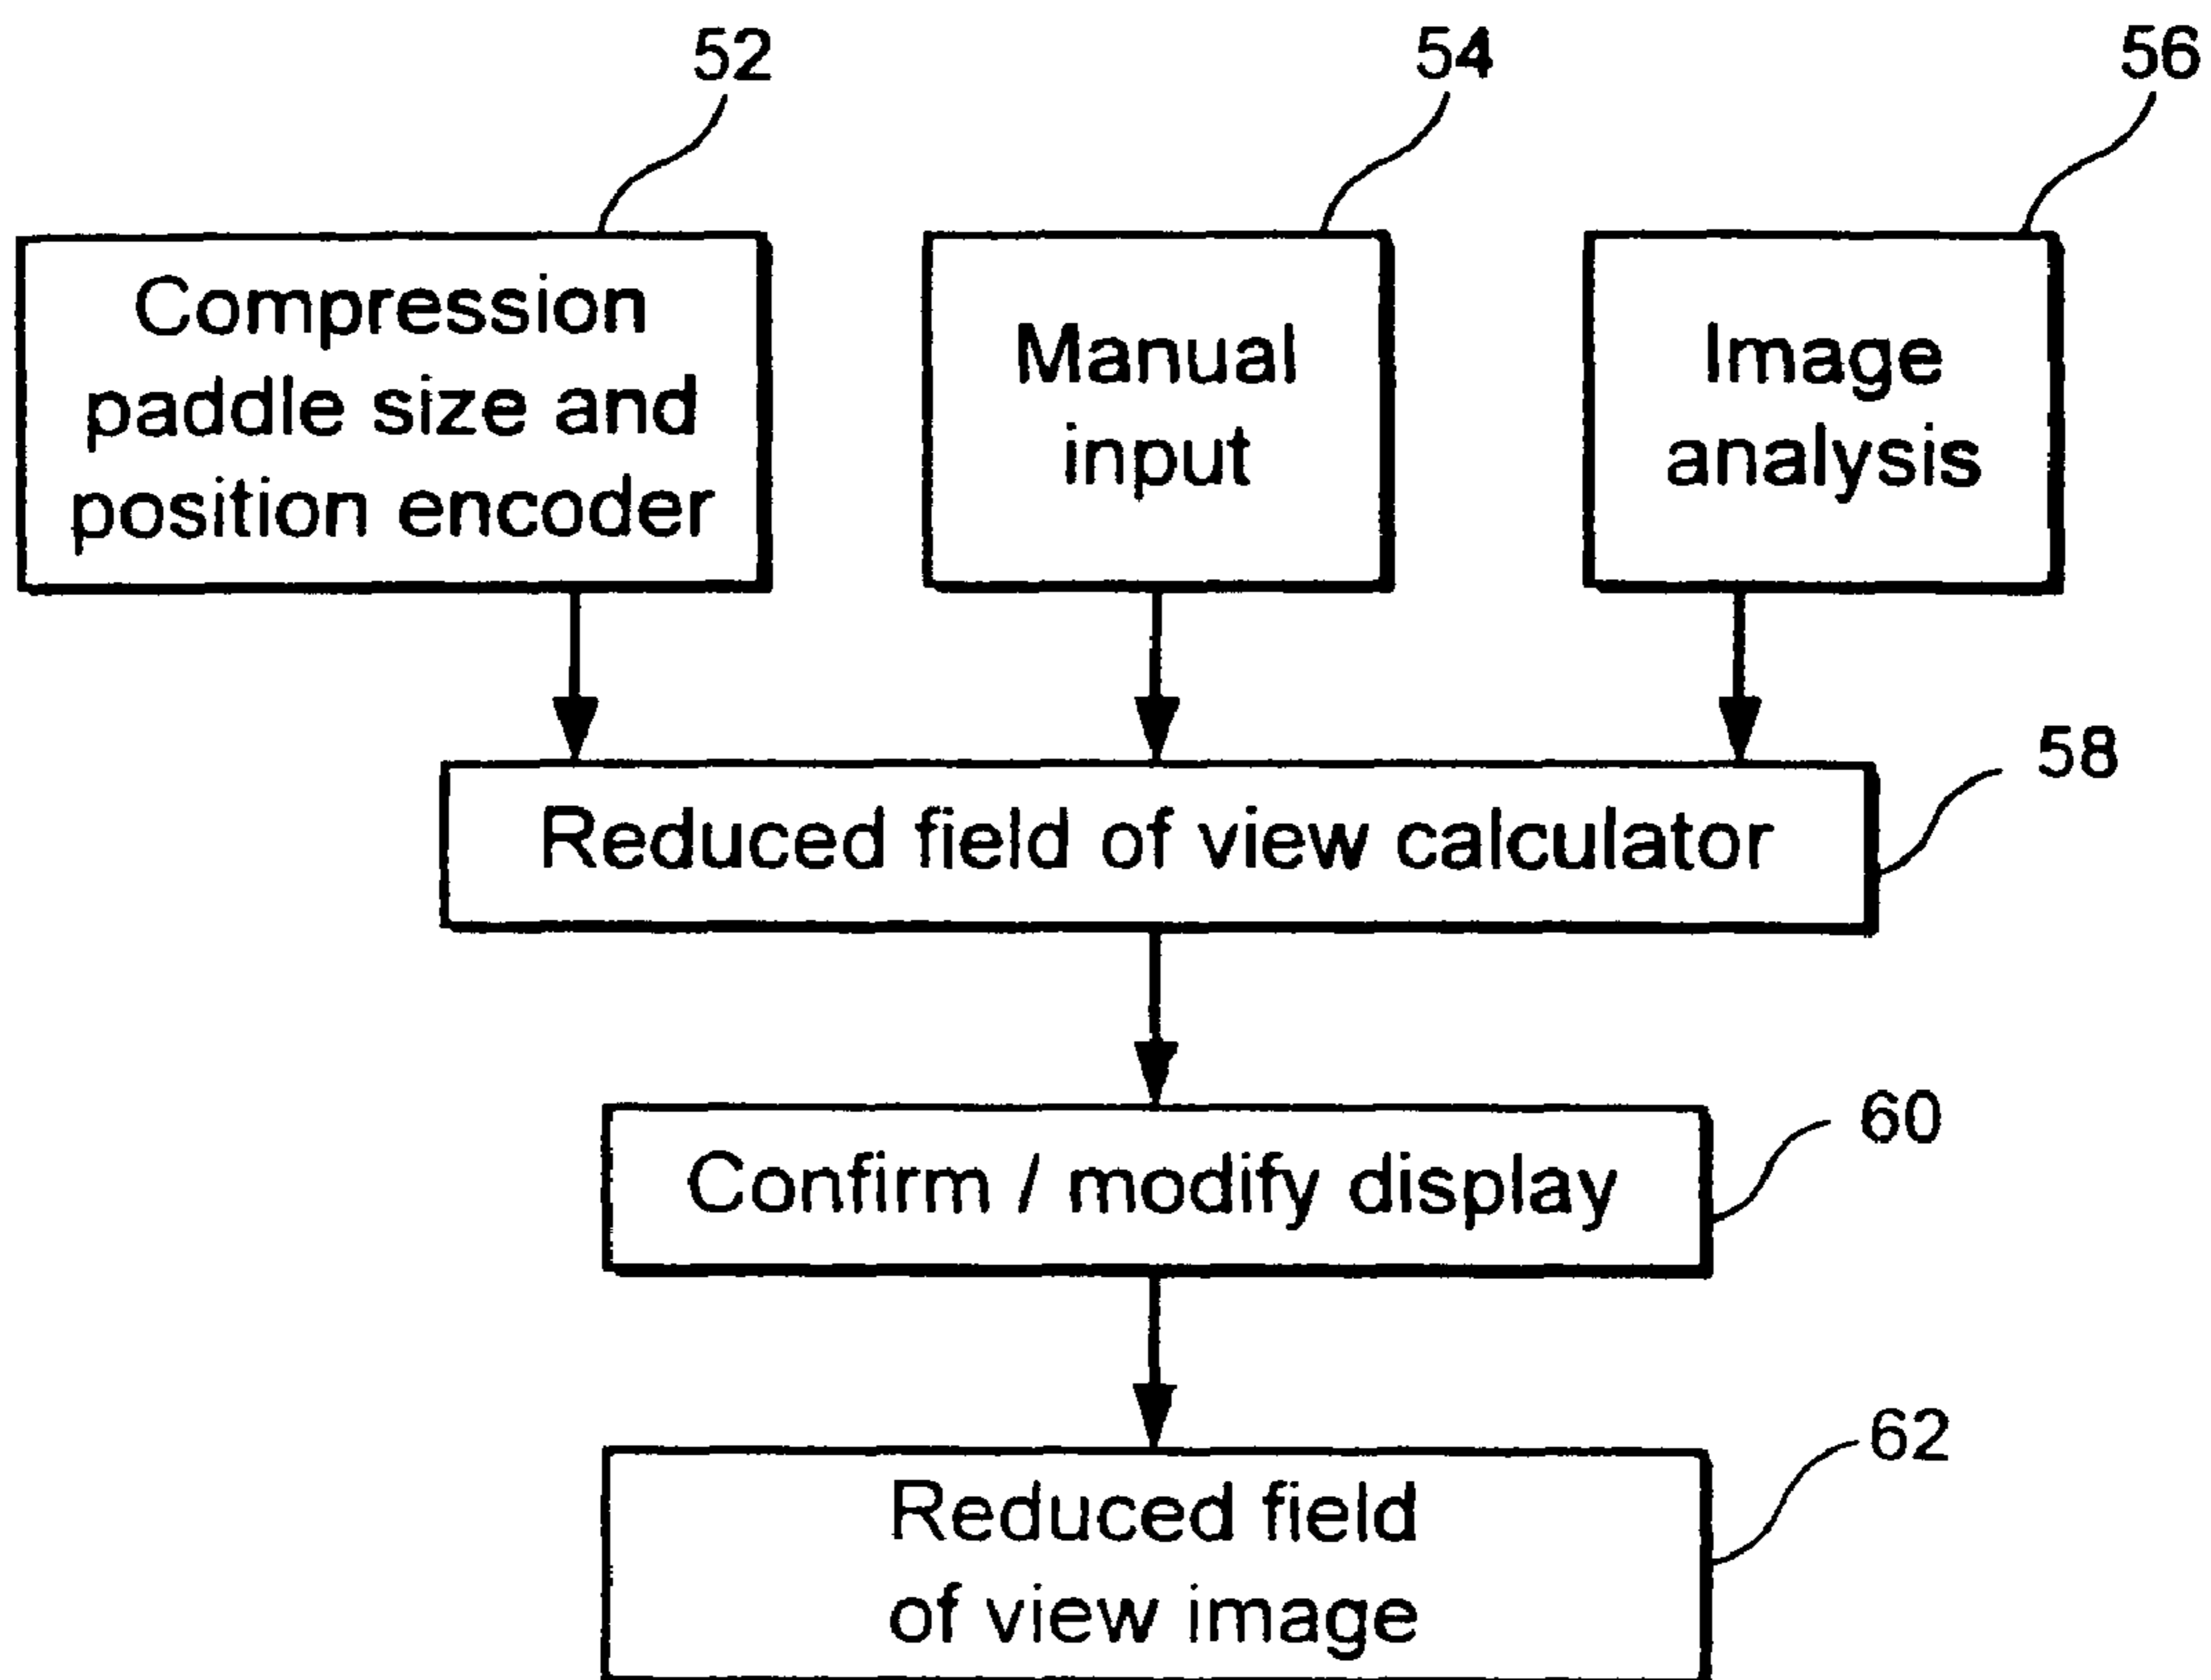 52
54
56
Compression
paddle size and
position encoder
Manual
input
Image
analysis
58
Reduced field of view calculator
60
Confirm / modify display
62
Reduced field
of view image